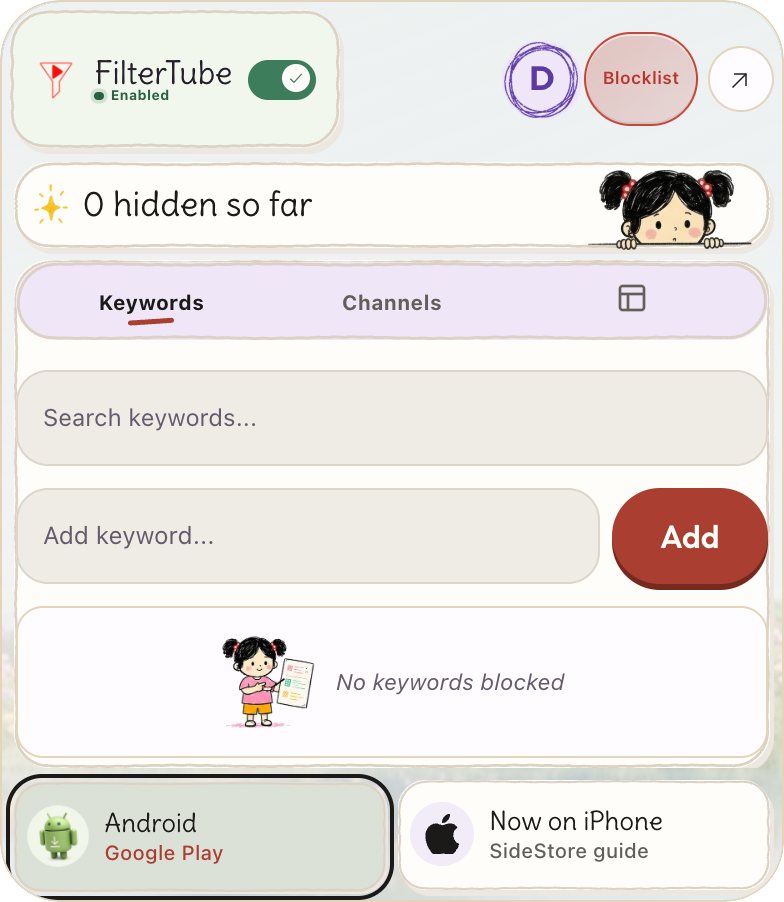 FilterTube
Enabled
D
Blocklist
0 hidden so far
Keywords
Channels
Search keywords...
Add keyword...
Add
No keywords blocked
Android
Google Play
Now on iPhone
SideStore guide